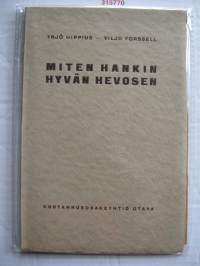 315770
YRJÖ HIPPIUS — VILJO FORSSELL
MITEN HANKIN
HYVÄN HEVOSEN
KUSTANNUSOSAKEYHTIÖ OTAVA